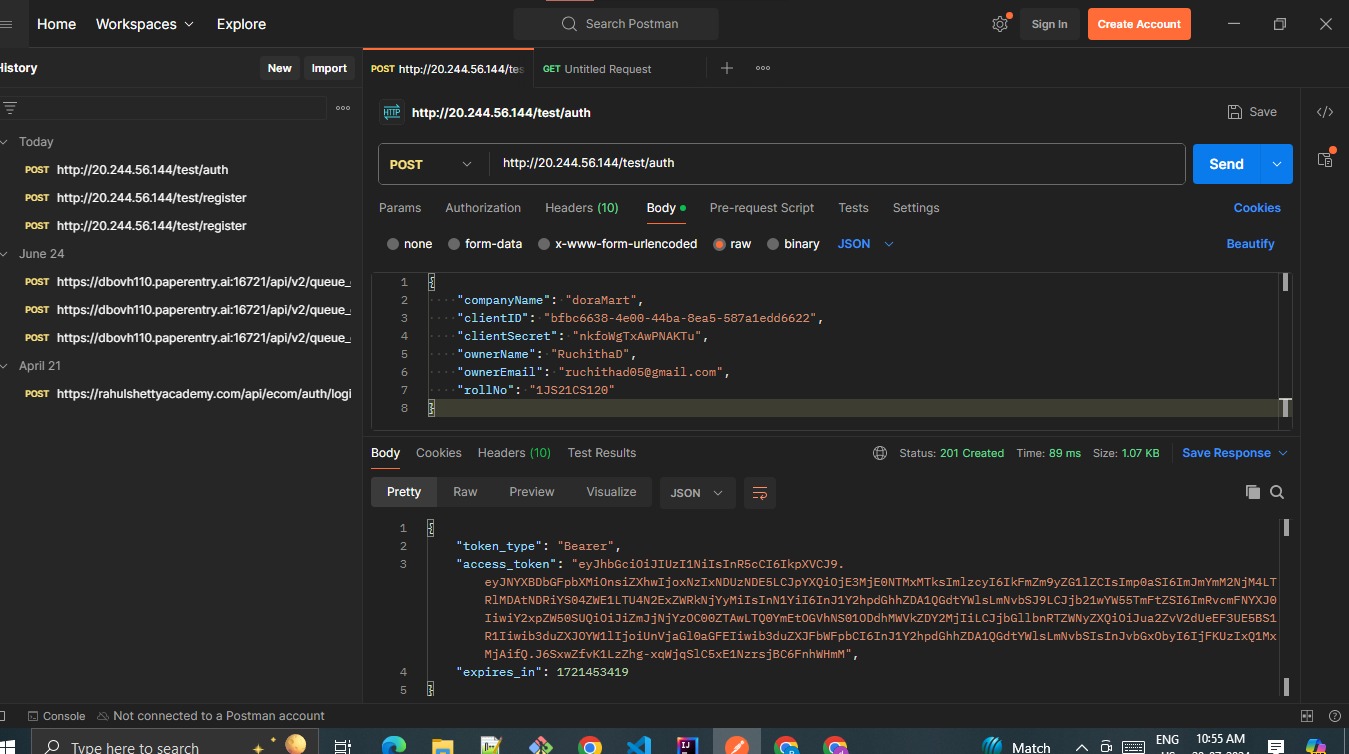 Home Workspaces Explore Search Postman Sign In Create Account
History New Import
POST http://20.244.56.144/tes GET Untitled Request
HTTP http://20.244.56.144/test/auth Save
Today
POST http://20.244.56.144/test/auth
POST http://20.244.56.144/test/register
POST http://20.244.56.144/test/register
June 24
POST https://dbovh110.paperentry.ai:16721/api/v2/queue_
POST https://dbovh110.paperentry.ai:16721/api/v2/queue_
POST https://dbovh110.paperentry.ai:16721/api/v2/queue_
April 21
POST https://rahulshettyacademy.com/api/ecom/auth/logi
POST http://20.244.56.144/test/auth Send
Params Authorization Headers (10) Body Pre-request Script Tests Settings Cookies
none form-data x-www-form-urlencoded raw binary JSON Beautify
1 {
2 "companyName": "doraMart",
3 "clientID": "bfbc6638-4e00-44ba-8ea5-587a1edd6622",
4 "clientSecret": "nkfoWgTxAwPNAKTu",
5 "ownerName": "RuchithaD",
6 "ownerEmail": "ruchithad05@gmail.com",
7 "rollNo": "1JS21CS120"
8 }
Body Cookies Headers (10) Test Results Status: 201 Created Time: 89 ms Size: 1.07 KB Save Response
Pretty Raw Preview Visualize JSON
1 {
2 "token_type": "Bearer",
3 "access_token": "eyJhbGciOiJIUzI1NiIsInR5cCI6IkpXVCJ9.
eyJNYXBDbGFpbXMiOnsiZXhwIjoxNzIxNDUzNDE5LCJpYXQiOjE3MjE0NTMxMTksImlzcyI6IkFmZm9yZG1lZCIsImp0aSI6ImJmYmM2NjM4LT
RlMDAtNDRiYS04ZWE1LTU4N2ExZWRkNjYyMiIsInN1YiI6InJ1Y2hpdGhhZDA1QGdtYWlsLmNvbSJ9LCJjb21wYW55TmFtZSI6ImRvcmFNYXJ0
IiwiY2xpZW50SUQiOiJiZmJjNjYzOC00ZTAwLTQ0YmEtOGVhNS01ODdhMWVkZDY2MjIiLCJjbGllbnRTZWNyZXQiOiJua2ZvV2dUeEF3UE5BS1
R1Iiwib3duZXJOYW1lIjoiUnVjaGl0aGFEIiwib3duZXJFbWFpbCI6InJ1Y2hpdGhhZDA1QGdtYWlsLmNvbSIsInJvbGxObyI6IjFKUzIxQ1Mx
MjAifQ.J6SxwZfvK1LzZhg-xqWjqSlC5xE1NzrsjBC6FnhWHmM",
4 "expires_in": 1721453419
5 }
Console Not connected to a Postman account
Type here to search Match ENG 10:55 AM